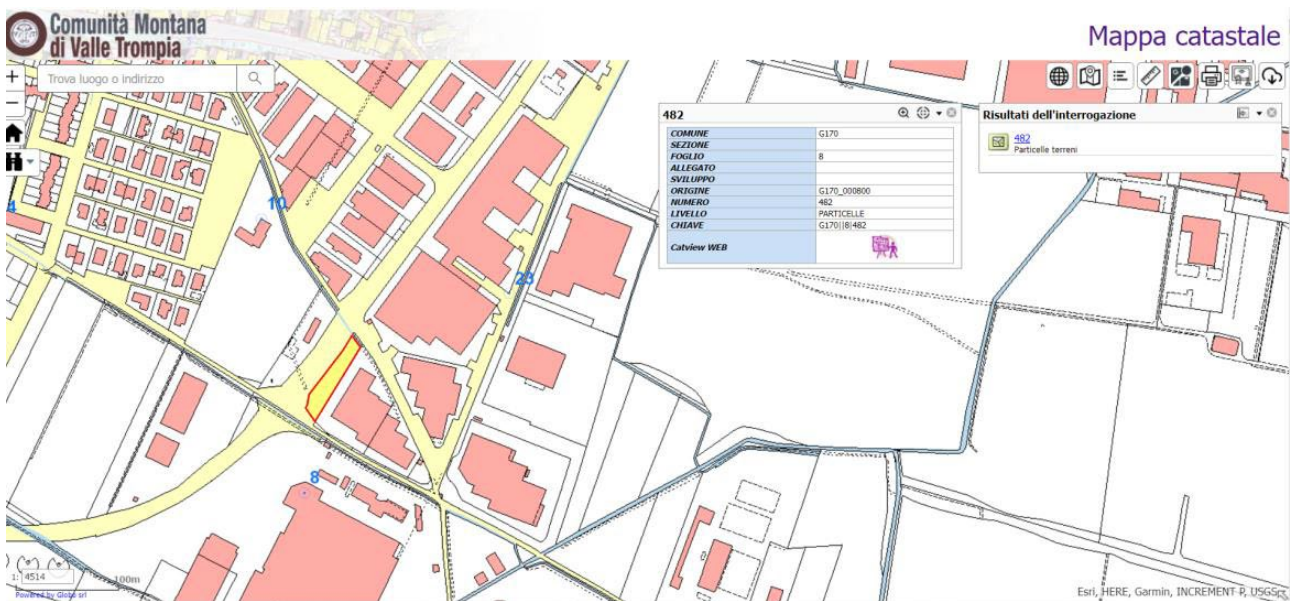 Comunità Montana
di Valle Trompia
Mappa catastale
+
Trova luogo o indirizzo
−
482
COMUNE G170
SEZIONE
FOGLIO 8
ALLEGATO
SVILUPPO
ORIGINE G170_000800
NUMERO 482
LIVELLO PARTICELLE
CHIAVE G170||8|482
Catview WEB
Risultati dell'interrogazione
482
Particelle terreni
4
10
23
8
1: 4514
100m
Powered by Globo srl
Esri, HERE, Garmin, INCREMENT P, USGS